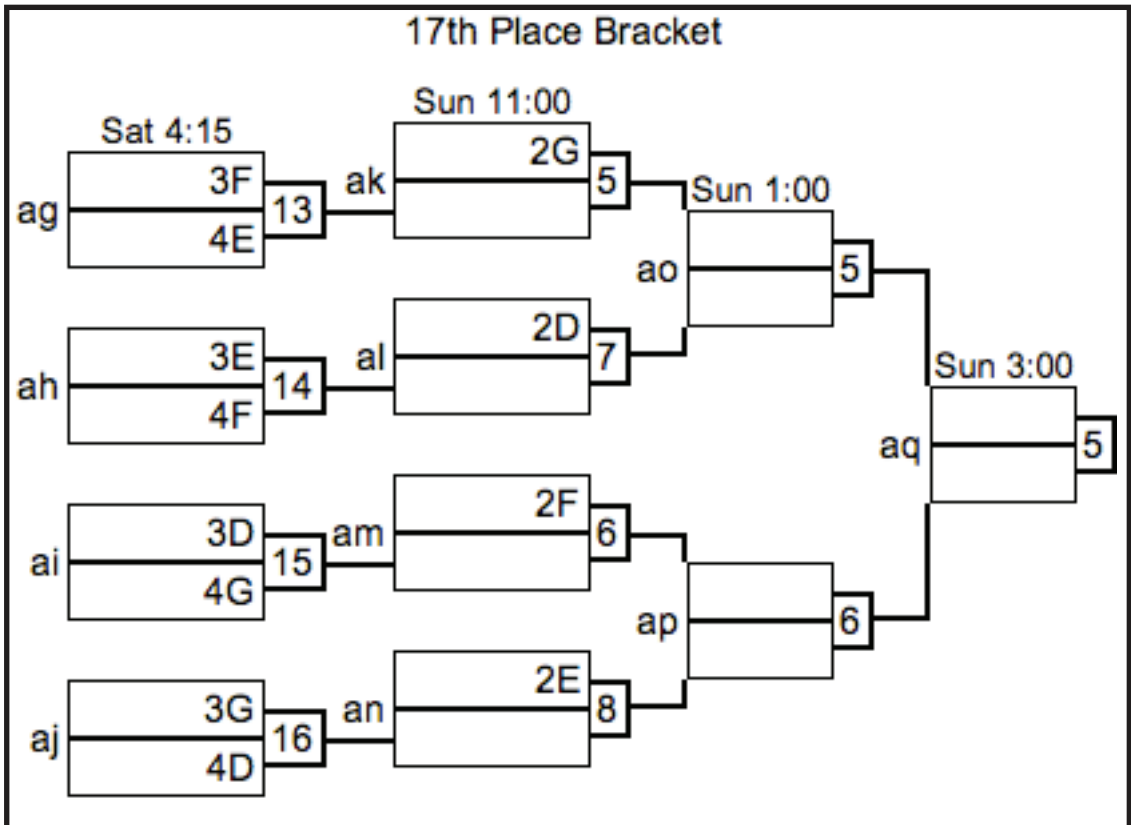 17th Place Bracket
Sun 11:00
Sat 4:15
2G
3F
ak
5
Sun 1:00
ag
13
4E
ao
5
2D
3E
al
7
ah
14
4F
Sun 3:00
aq
5
2F
3D
am
6
ai
15
4G
ap
6
2E
3G
an
8
aj
16
4D